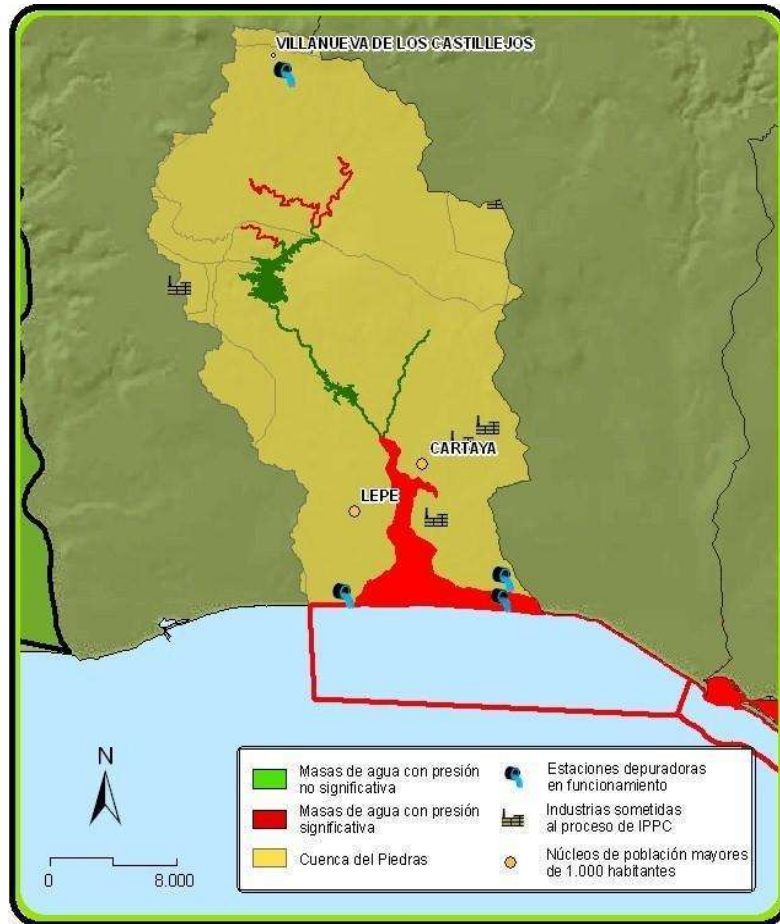 VILLANUEVA DE LOS CASTILLEJOS
CARTAYA
LEPE
N
0 8.000
Masas de agua con presión
no significativa
Masas de agua con presión
significativa
Cuenca del Piedras
Estaciones depuradoras
en funcionamiento
Industrias sometidas
al proceso de IPPC
Núcleos de población mayores
de 1.000 habitantes